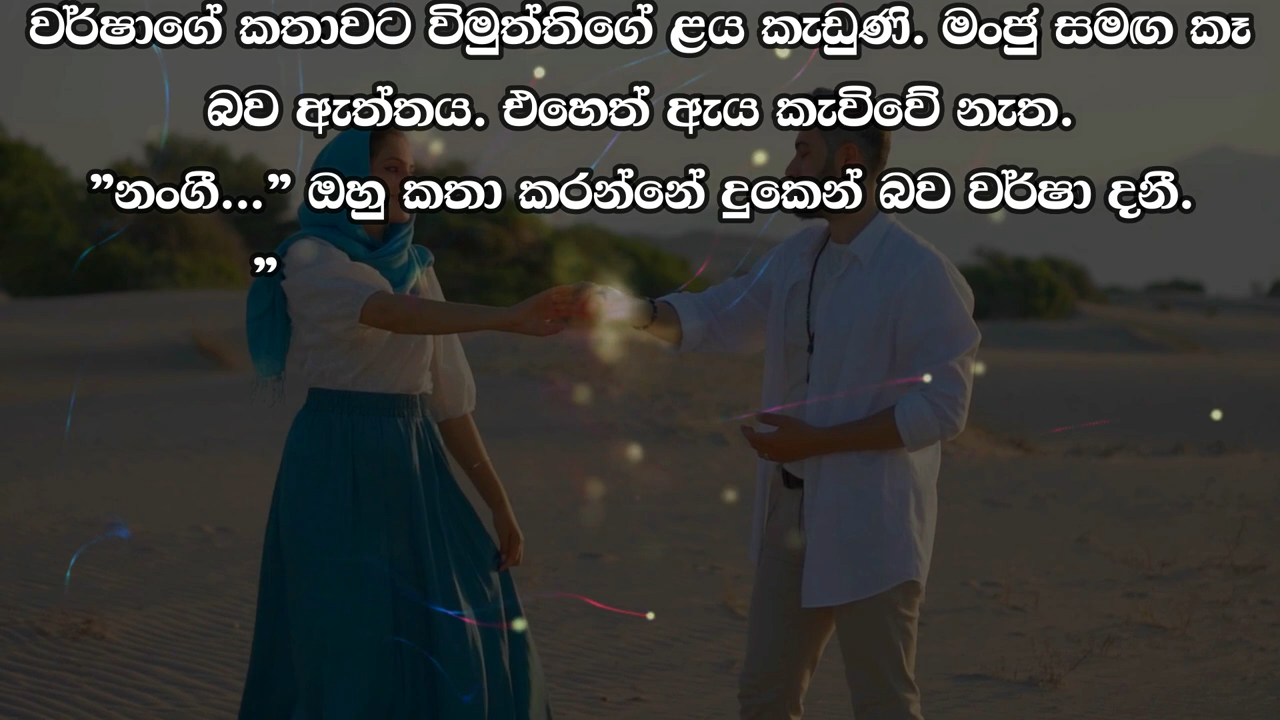 වර්ෂාගේ කතාවට විමුත්තිගේ ළය කැඩුණි. මංජු සමඟ කෑ
බව ඇත්තය. එහෙත් ඇය කැවිවේ නැත.
”නංගී...” ඔහු කතා කරන්නේ දුකෙන් බව වර්ෂා දනී.
”